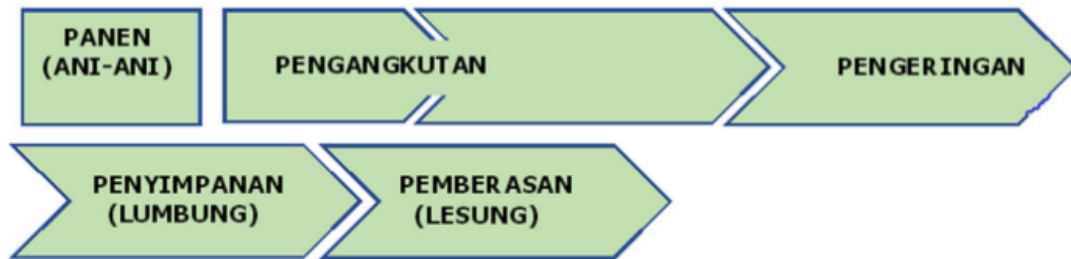 PANEN
(ANI-ANI)
PENGANGKUTAN
PENGERINGAN
PENYIMPANAN
(LUMBUNG)
PEMBERASAN
(LESUNG)